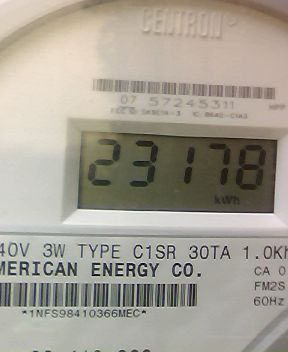 CENTRON®
07 57245311
23178
kWh
40V 3W TYPE C1SR 30TA 1.0Kh
MERICAN ENERGY CO.
CA 0
FM2S
60Hz
*1NFS98410366MEC*